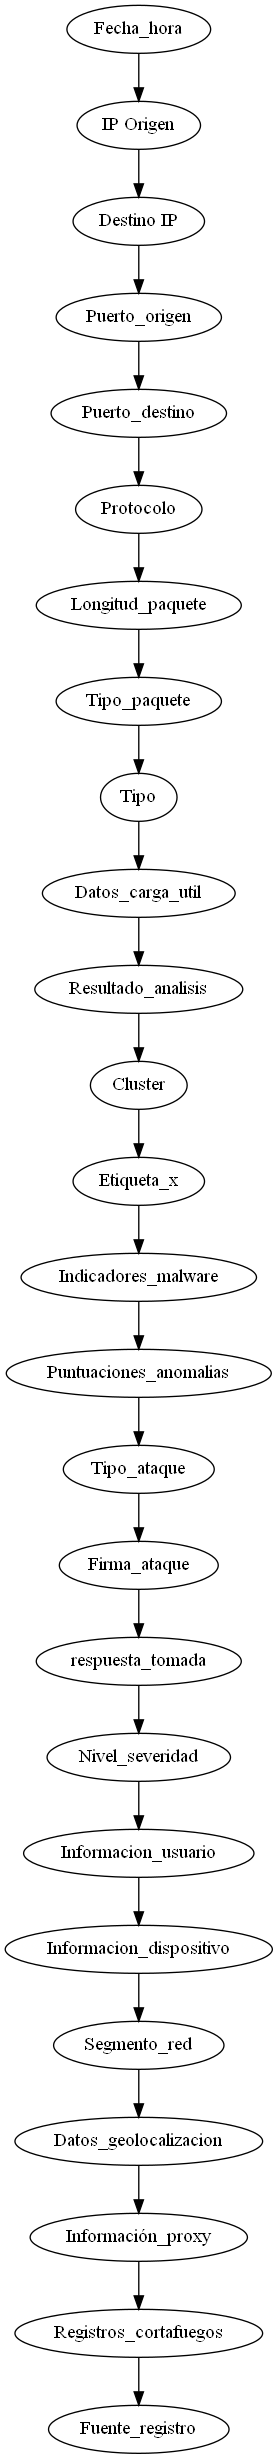 Fecha_hora
IP Origen
Destino IP
Puerto_origen
Puerto_destino
Protocolo
Longitud_paquete
Tipo_paquete
Tipo
Datos_carga_util
Resultado_analisis
Cluster
Etiqueta_x
Indicadores_malware
Puntuaciones_anomalias
Tipo_ataque
Firma_ataque
respuesta_tomada
Nivel_severidad
Informacion_usuario
Informacion_dispositivo
Segmento_red
Datos_geolocalizacion
Información_proxy
Registros_cortafuegos
Fuente_registro